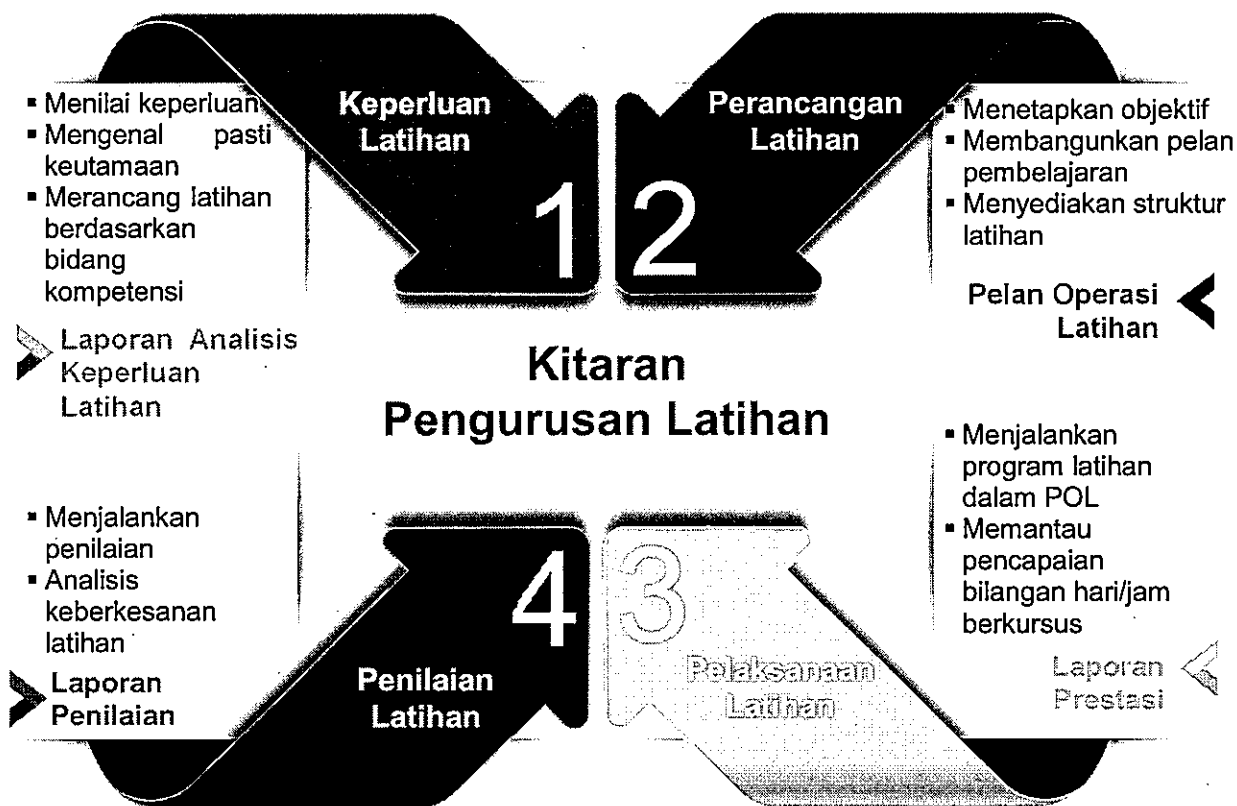 Keperluan
Latihan
1
▪ Menilai keperluan
▪ Mengenal pasti
keutamaan
▪ Merancang latihan
berdasarkan
bidang
kompetensi
Laporan Analisis
Keperluan
Latihan
Perancangan
Latihan
2
▪ Menetapkan objektif
▪ Membangunkan pelan
pembelajaran
▪ Menyediakan struktur
latihan
Pelan Operasi
Latihan
Kitaran
Pengurusan Latihan
3
Pelaksanaan
Latihan
▪ Menjalankan
program latihan
dalam POL
▪ Memantau
pencapaian
bilangan hari/jam
berkursus
Laporan
Prestasi
4
Penilaian
Latihan
▪ Menjalankan
penilaian
▪ Analisis
keberkesanan
latihan
Laporan
Penilaian